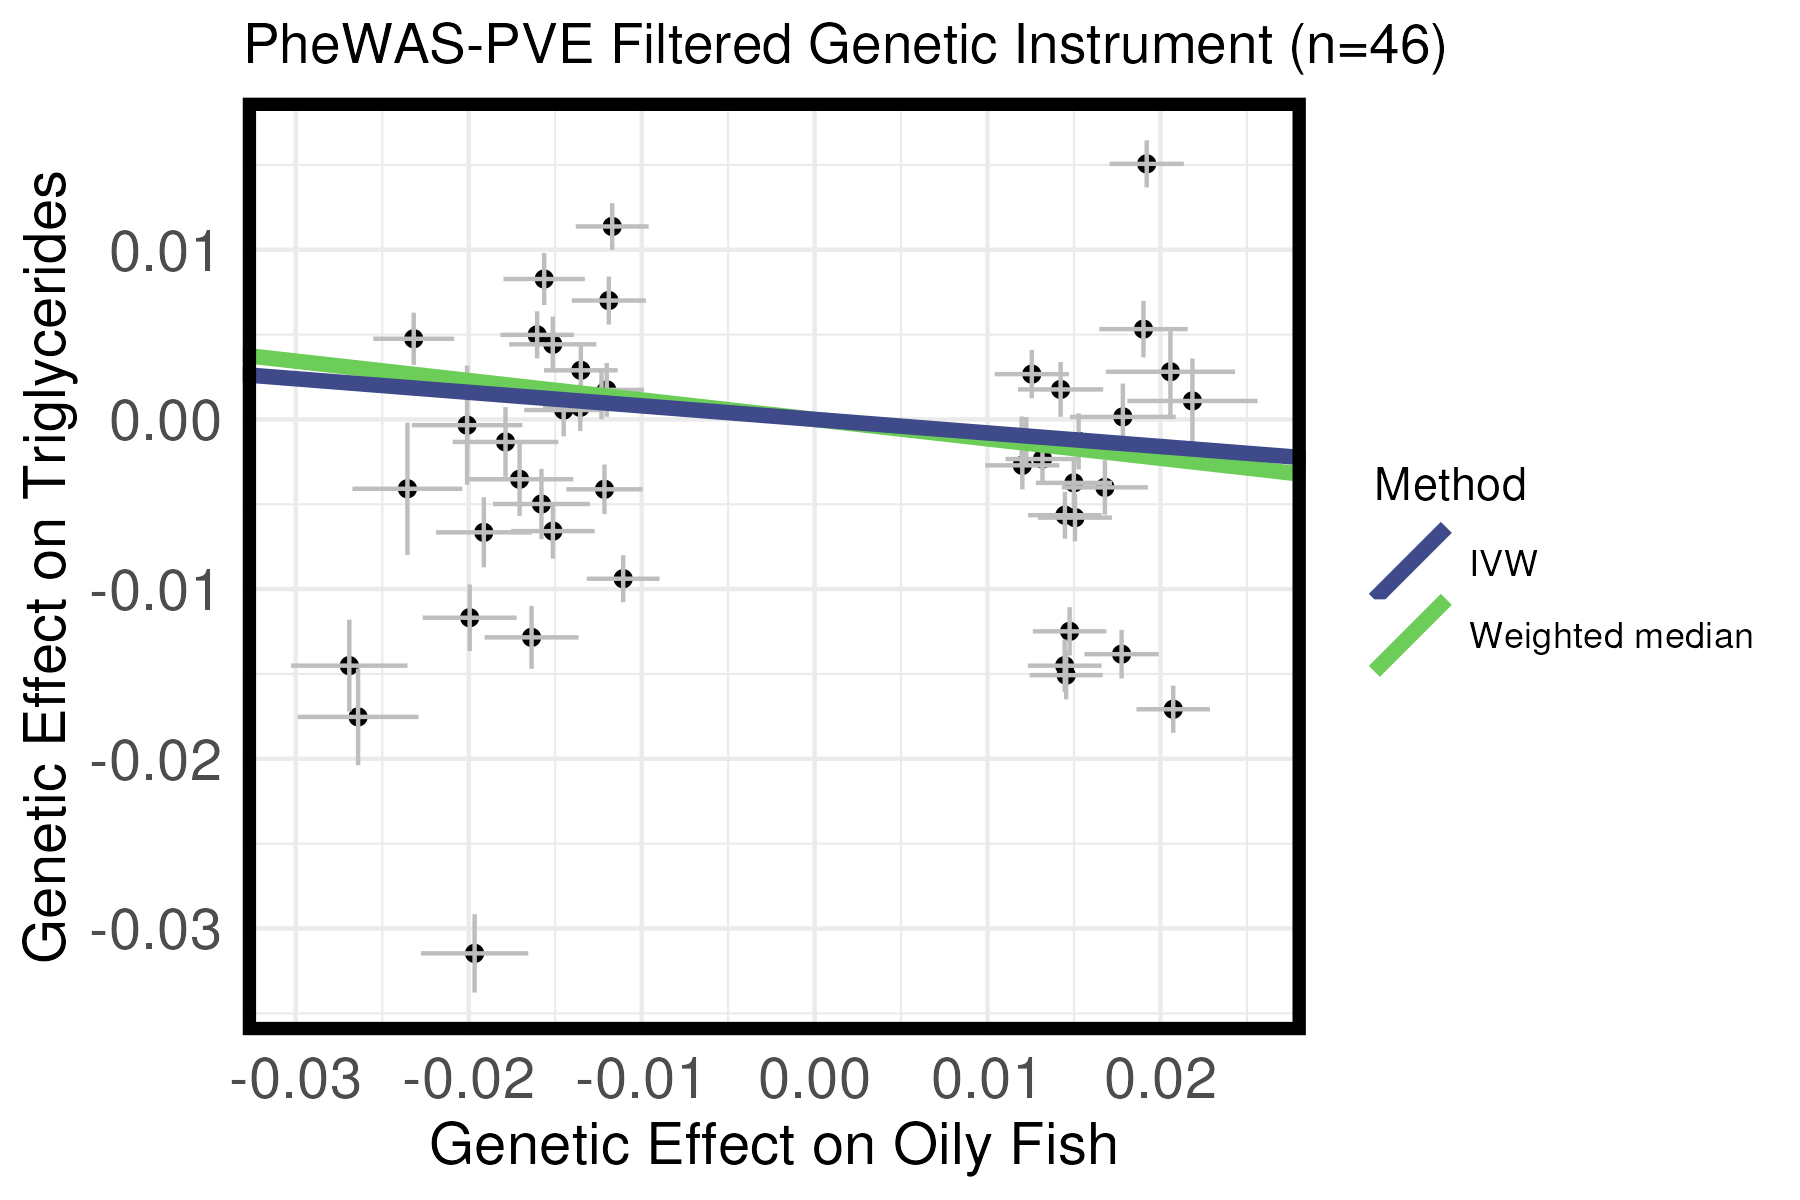 PheWAS-PVE Filtered Genetic Instrument (n=46)
Genetic Effect on Triglycerides
0.01
0.00
-0.01
-0.02
-0.03
-0.03 -0.02 -0.01 0.00 0.01 0.02
Genetic Effect on Oily Fish
Method
IVW
Weighted median